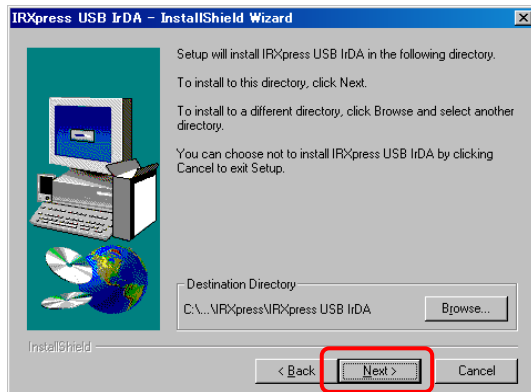 IRXpress USB IrDA – InstallShield Wizard
Setup will install IRXpress USB IrDA in the following directory.
To install to this directory, click Next.
To install to a different directory, click Browse and select another
directory.
You can choose not to install IRXpress USB IrDA by clicking
Cancel to exit Setup.
Destination Directory
C:\...\IRXpress\IRXpress USB IrDA
Browse...
InstallShield
< Back
Next >
Cancel